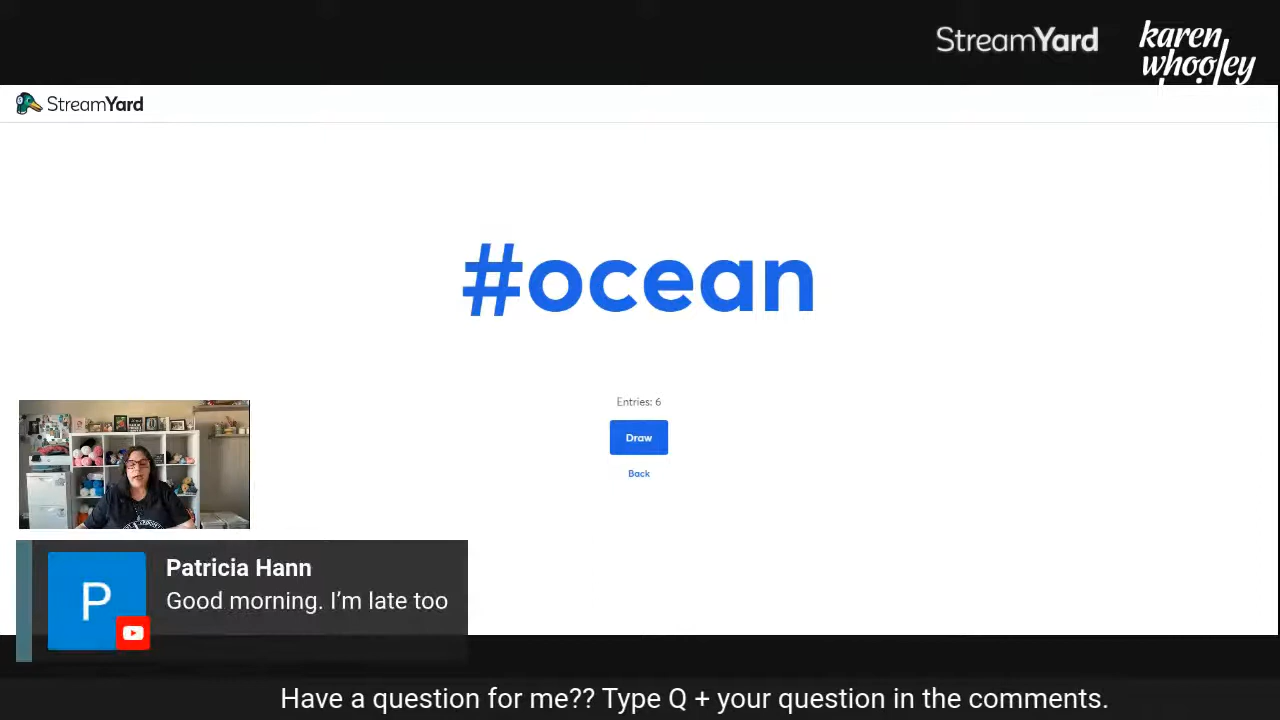 StreamYard
karen
whooley
StreamYard
#ocean
Entries: 6
Draw
Back
Patricia Hann
P
Good morning. I’m late too
Have a question for me?? Type Q + your question in the comments.